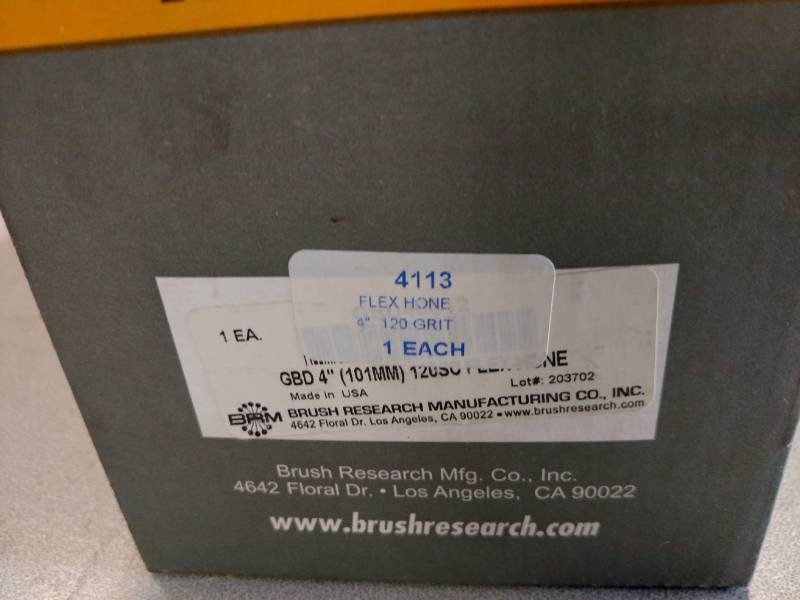 4113
FLEX HONE
4" 120 GRIT
1 EACH
1 EA.
GBD 4" (101MM) 120SC
Made in USA
Lot#: 203702
BRM BRUSH RESEARCH MANUFACTURING CO., INC.
4642 Floral Dr. Los Angeles, CA 90022 • www.brushresearch.com
Brush Research Mfg. Co., Inc.
4642 Floral Dr. • Los Angeles, CA 90022
www.brushresearch.com